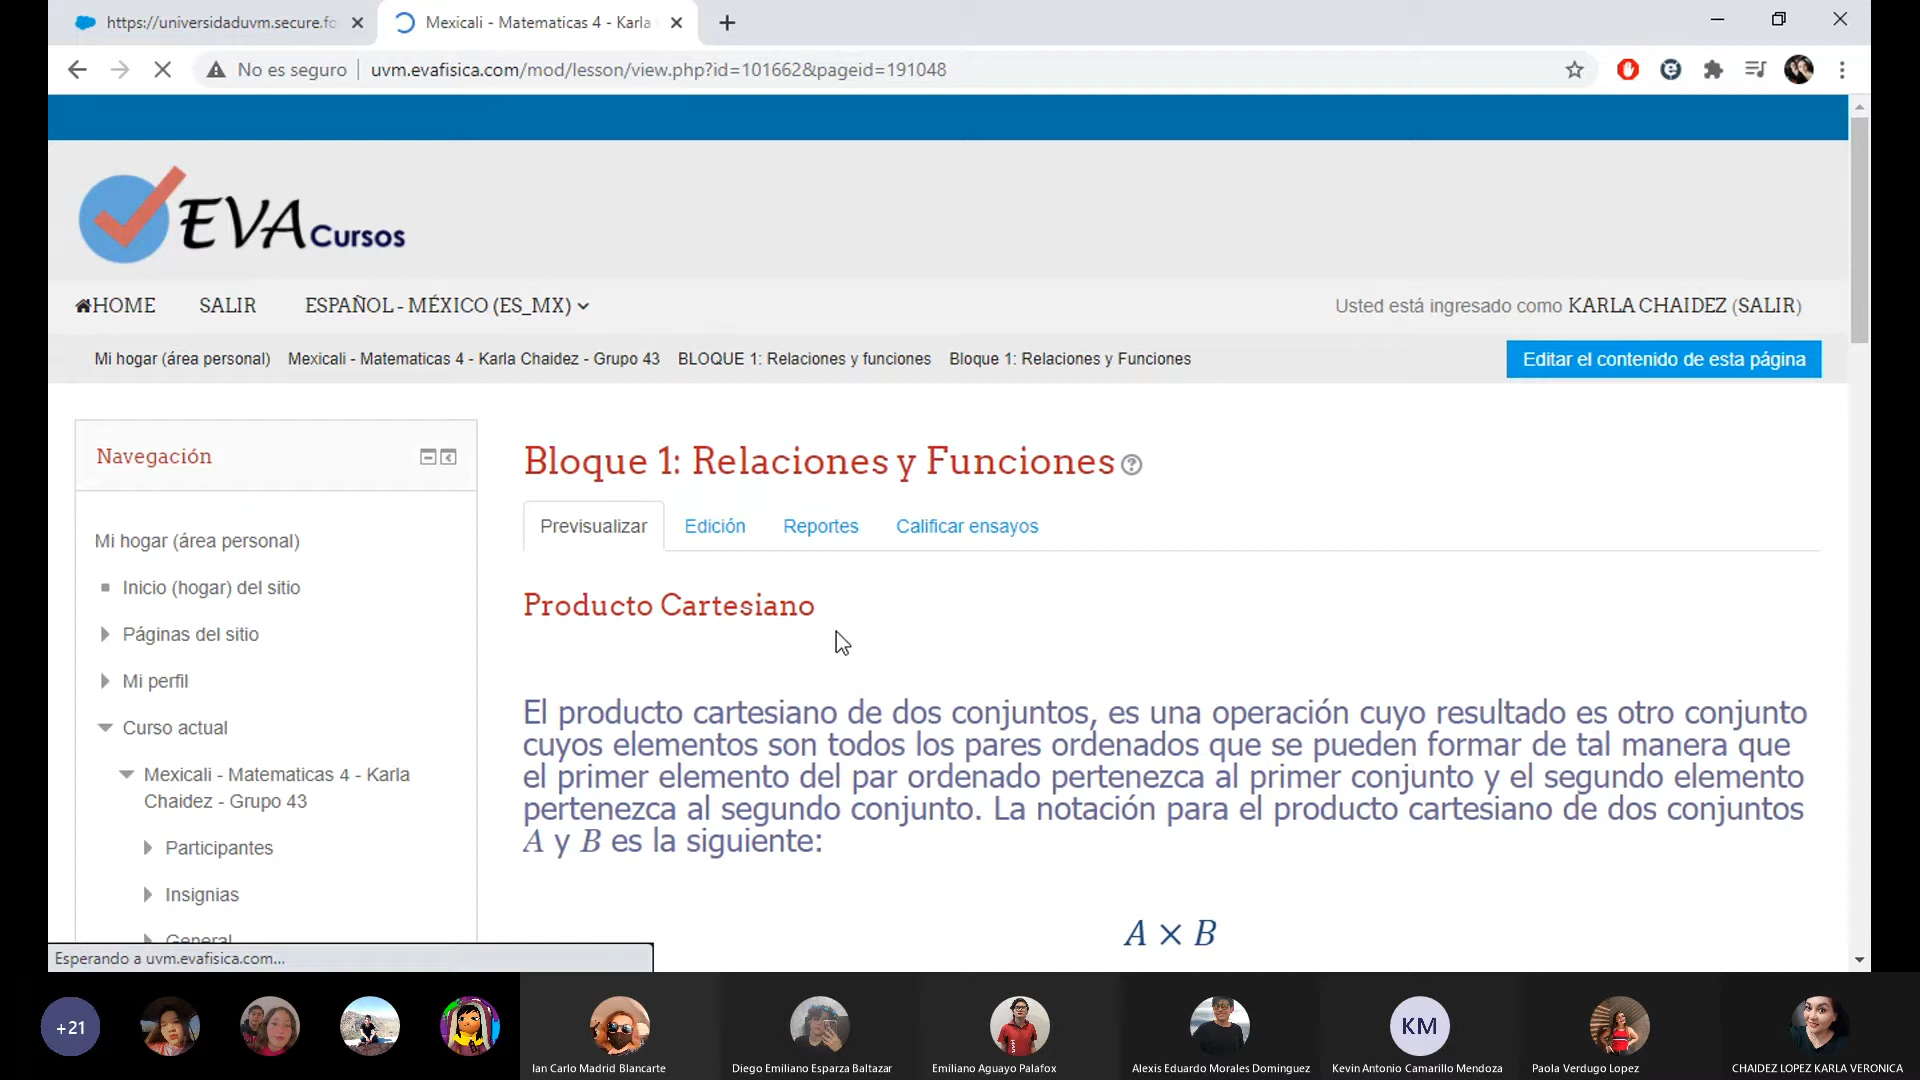 https://universidaduvm.secure.fo
Mexicali - Matematicas 4 - Karla
No es seguro
uvm.evafisica.com/mod/lesson/view.php?id=101662&pageid=191048
EVA Cursos
HOME
SALIR
ESPAÑOL - MÉXICO (ES_MX)
Usted está ingresado como KARLA CHAIDEZ (SALIR)
Mi hogar (área personal)
Mexicali - Matematicas 4 - Karla Chaidez - Grupo 43
BLOQUE 1: Relaciones y funciones
Bloque 1: Relaciones y Funciones
Editar el contenido de esta página
Navegación
Mi hogar (área personal)
Inicio (hogar) del sitio
Páginas del sitio
Mi perfil
Curso actual
Mexicali - Matematicas 4 - Karla
Chaidez - Grupo 43
Participantes
Insignias
General
Bloque 1: Relaciones y Funciones
Previsualizar
Edición
Reportes
Calificar ensayos
Producto Cartesiano
El producto cartesiano de dos conjuntos, es una operación cuyo resultado es otro conjunto
cuyos elementos son todos los pares ordenados que se pueden formar de tal manera que
el primer elemento del par ordenado pertenezca al primer conjunto y el segundo elemento
pertenezca al segundo conjunto. La notación para el producto cartesiano de dos conjuntos
A y B es la siguiente:
A × B
Esperando a uvm.evafisica.com...
+21
KM
Ian Carlo Madrid Blancarte
Diego Emiliano Esparza Baltazar
Emiliano Aguayo Palafox
Alexis Eduardo Morales Dominguez
Kevin Antonio Camarillo Mendoza
Paola Verdugo Lopez
CHAIDEZ LOPEZ KARLA VERONICA